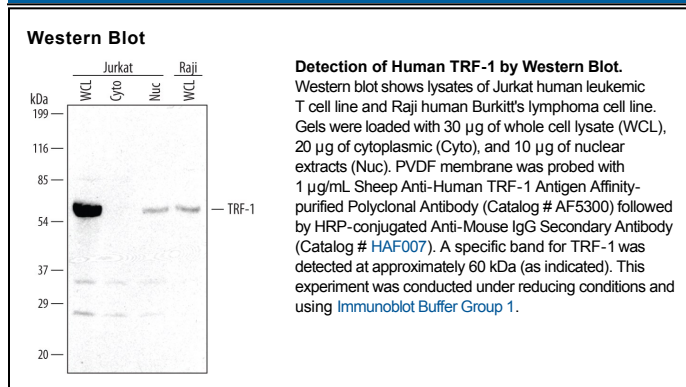 Western Blot
Jurkat Raji
kDa WCL Cyto Nuc WCL
199
116
85
54
37
29
20
TRF-1
Detection of Human TRF-1 by Western Blot.
Western blot shows lysates of Jurkat human leukemic
T cell line and Raji human Burkitt's lymphoma cell line.
Gels were loaded with 30 µg of whole cell lysate (WCL),
20 µg of cytoplasmic (Cyto), and 10 µg of nuclear
extracts (Nuc). PVDF membrane was probed with
1 µg/mL Sheep Anti-Human TRF-1 Antigen Affinity-
purified Polyclonal Antibody (Catalog # AF5300) followed
by HRP-conjugated Anti-Mouse IgG Secondary Antibody
(Catalog # HAF007). A specific band for TRF-1 was
detected at approximately 60 kDa (as indicated). This
experiment was conducted under reducing conditions and
using Immunoblot Buffer Group 1.